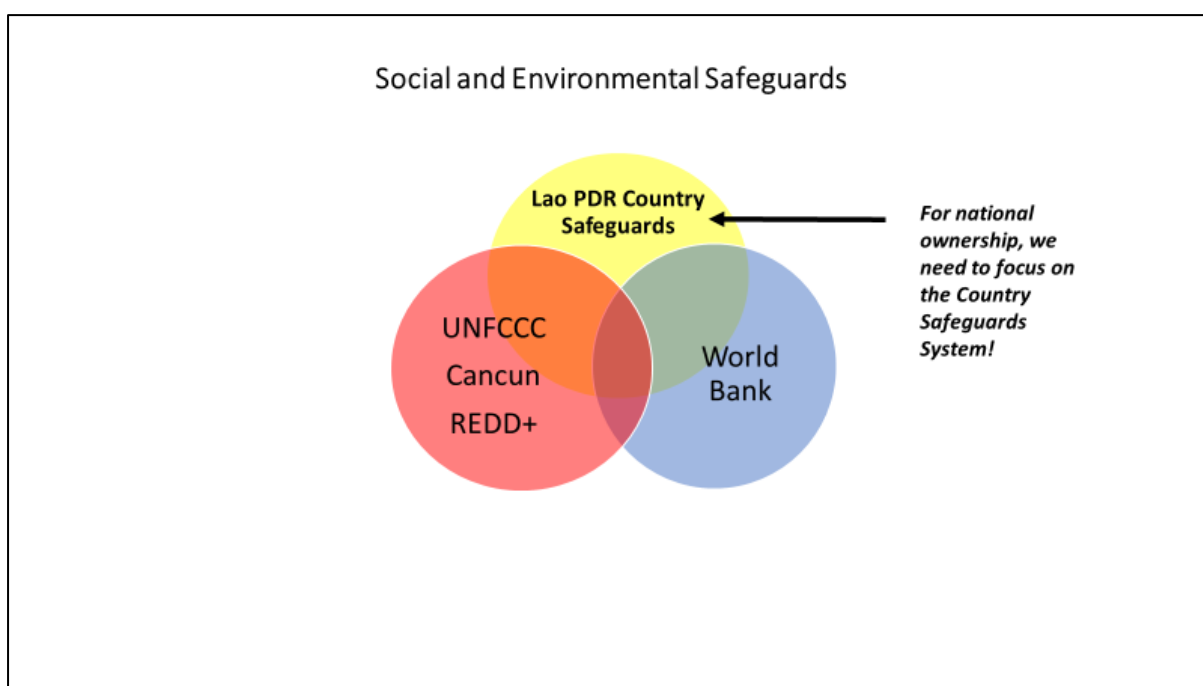 Social and Environmental Safeguards
Lao PDR Country
Safeguards
For national
ownership, we
need to focus on
the Country
Safeguards
System!
UNFCCC
Cancun
REDD+
World
Bank